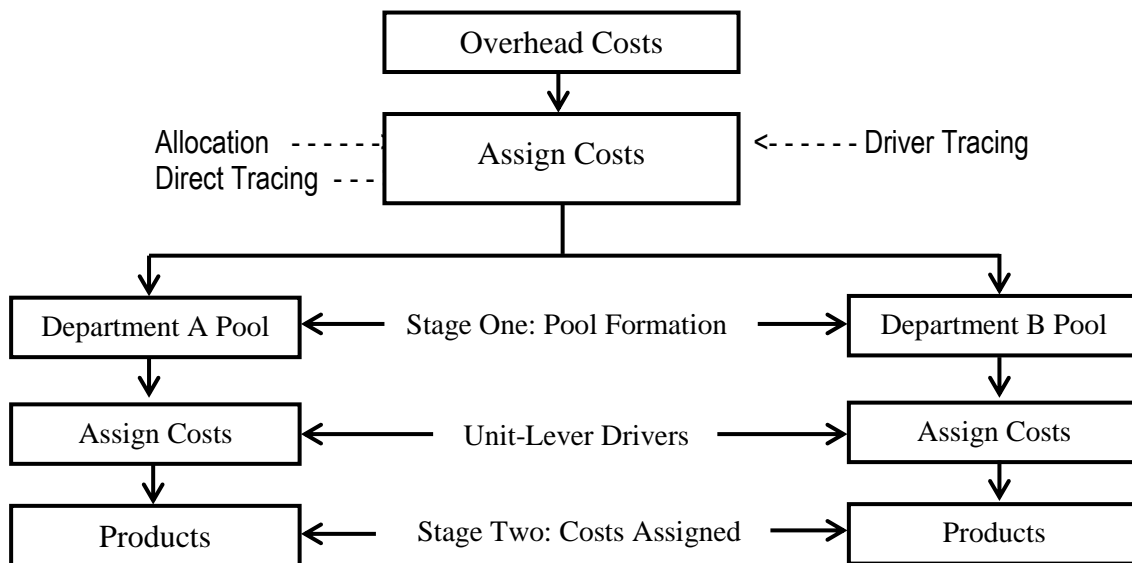 Overhead Costs
Allocation
Assign Costs
Driver Tracing
Direct Tracing
Department A Pool
Stage One: Pool Formation
Department B Pool
Assign Costs
Unit-Lever Drivers
Assign Costs
Products
Stage Two: Costs Assigned
Products